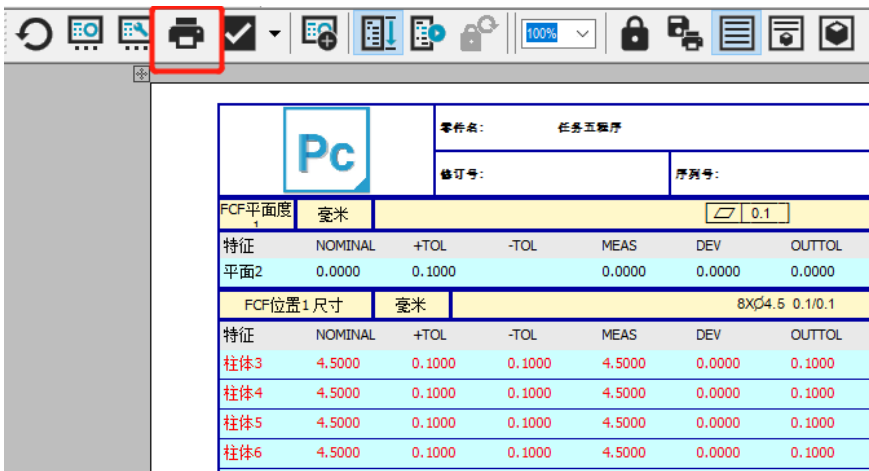 100%
Pc
零件名: 任务五程序
修订号: 序列号:
FCF平面度1 毫米 0.1
特征 NOMINAL +TOL -TOL MEAS DEV OUTTOL
平面2 0.0000 0.1000 0.0000 0.0000 0.0000
FCF位置1尺寸 毫米 8XØ4.5 0.1/0.1
特征 NOMINAL +TOL -TOL MEAS DEV OUTTOL
柱体3 4.5000 0.1000 0.1000 4.5000 0.0000 0.1000
柱体4 4.5000 0.1000 0.1000 4.5000 0.0000 0.1000
柱体5 4.5000 0.1000 0.1000 4.5000 0.0000 0.1000
柱体6 4.5000 0.1000 0.1000 4.5000 0.0000 0.1000